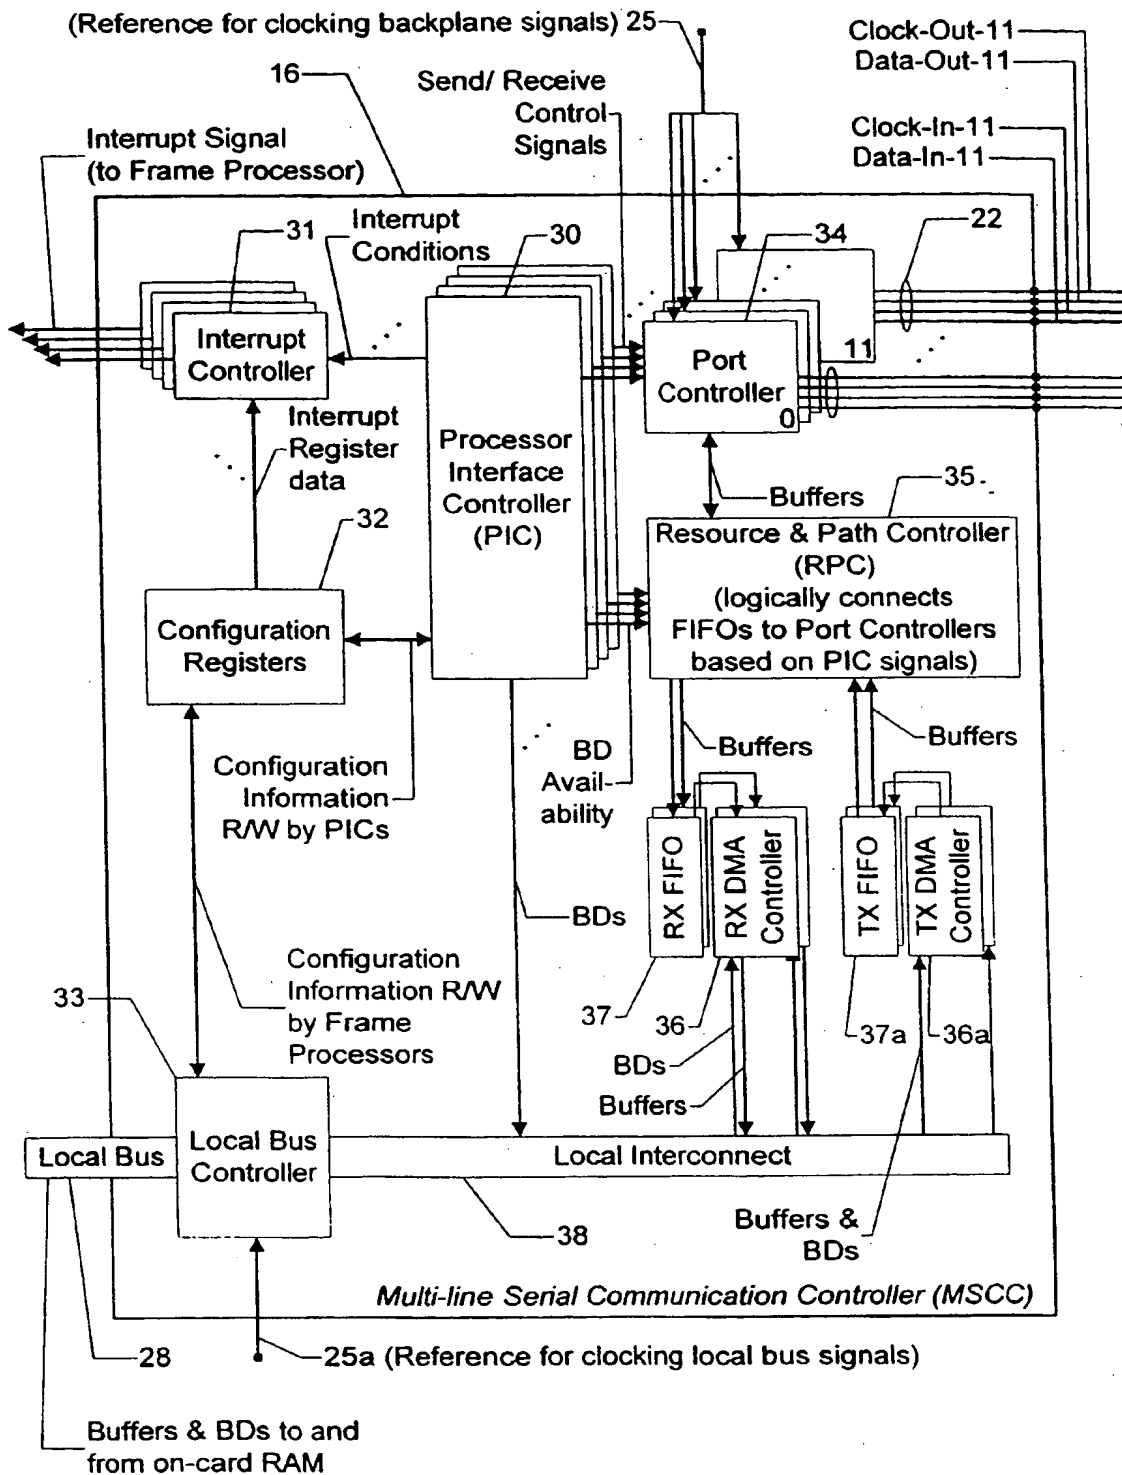 (Reference for clocking backplane signals) 25
Clock-Out-11
Data-Out-11
16
Send/ Receive
Control
Signals
Clock-In-11
Data-In-11
Interrupt Signal
(to Frame Processor)
31
Interrupt
Conditions
30
34
22
Interrupt
Controller
Port
Controller
11
0
Interrupt
Register
data
Processor
Interface
Controller
(PIC)
Buffers
35
32
Resource & Path Controller
(RPC)
(logically connects
FIFOs to Port Controllers
based on PIC signals)
Configuration
Registers
Buffers
Buffers
BD
Avail-
ability
Configuration
Information
R/W by PICs
RX FIFO
RX DMA
Controller
TX FIFO
TX DMA
Controller
BDs
Configuration
Information R/W
by Frame
Processors
33
37
36
37a
36a
BDs
Buffers
Local Bus
Local Bus
Controller
Local Interconnect
38
Buffers &
BDs
Multi-line Serial Communication Controller (MSCC)
28
25a (Reference for clocking local bus signals)
Buffers & BDs to and
from on-card RAM